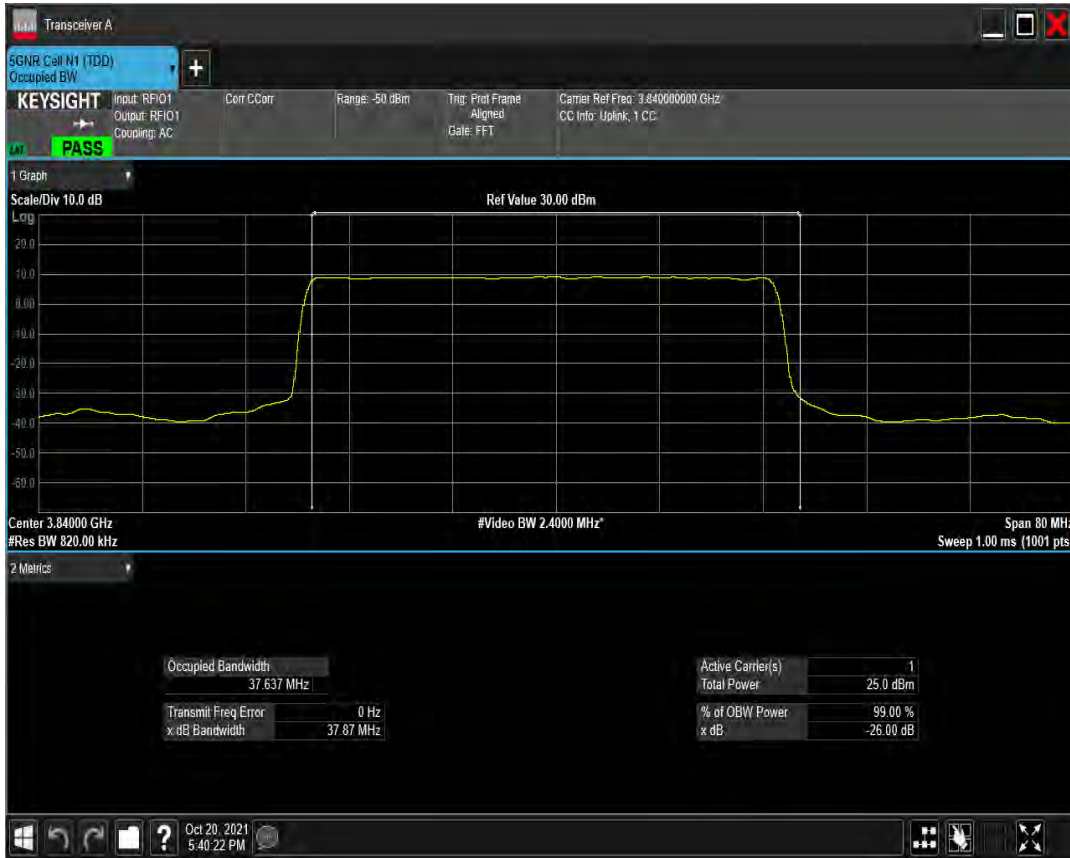 Transceiver A
5GNR Cell N1 (TDD)
Occupied BW
+
KEYSIGHT
Input: RFIO1
Output: RFIO1
Coupling: AC
Corr CCorr
Range: -50 dBm
Trig: Prot Frame
Aligned
Gate: FFT
Carrier Ref Freq: 3.840000000 GHz
CC Info: Uplink, 1 CC
PASS
1 Graph
Scale/Div 10.0 dB
Ref Value 30.00 dBm
Log
20.0
10.0
0.00
-10.0
-20.0
-30.0
-40.0
-50.0
-60.0
Center 3.84000 GHz
#Video BW 2.4000 MHz*
Span 80 MHz
#Res BW 820.00 kHz
Sweep 1.00 ms (1001 pts
2 Metrics
Occupied Bandwidth
37.637 MHz
Transmit Freq Error 0 Hz
x dB Bandwidth 37.87 MHz
Active Carrier(s) 1
Total Power 25.0 dBm
% of OBW Power 99.00 %
x dB -26.00 dB
?
Oct 20, 2021
5:40:22 PM